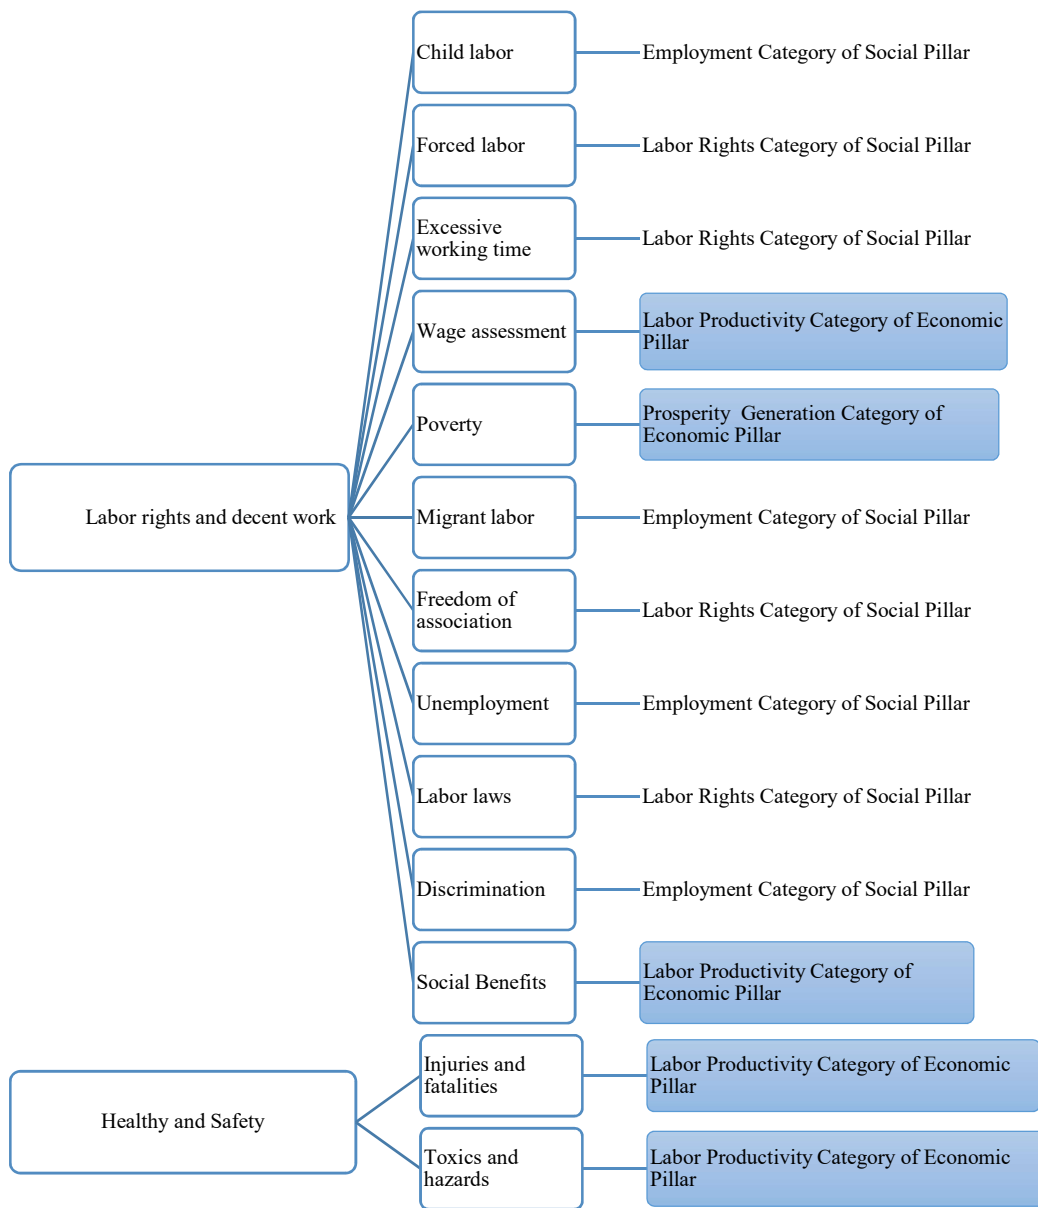 Child labor
Employment Category of Social Pillar
Forced labor
Labor Rights Category of Social Pillar
Excessive
working time
Labor Rights Category of Social Pillar
Wage assessment
Labor Productivity Category of Economic
Pillar
Poverty
Prosperity  Generation Category of
Economic Pillar
Labor rights and decent work
Migrant labor
Employment Category of Social Pillar
Freedom of
association
Labor Rights Category of Social Pillar
Unemployment
Employment Category of Social Pillar
Labor laws
Labor Rights Category of Social Pillar
Discrimination
Employment Category of Social Pillar
Social Benefits
Labor Productivity Category of
Economic Pillar
Healthy and Safety
Injuries and
fatalities
Labor Productivity Category of Economic
Pillar
Toxics and
hazards
Labor Productivity Category of Economic
Pillar